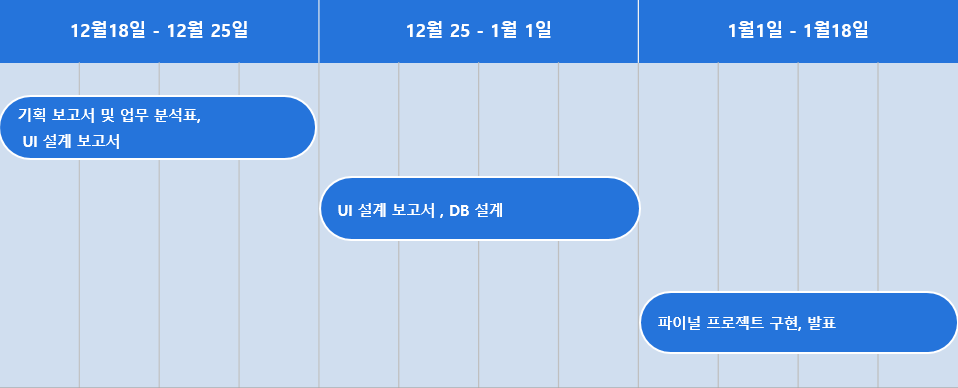 12월18일 - 12월 25일
12월 25 - 1월 1일
1월1일 - 1월18일
기획 보고서 및 업무 분석표,
UI 설계 보고서
UI 설계 보고서 , DB 설계
파이널 프로젝트 구현, 발표